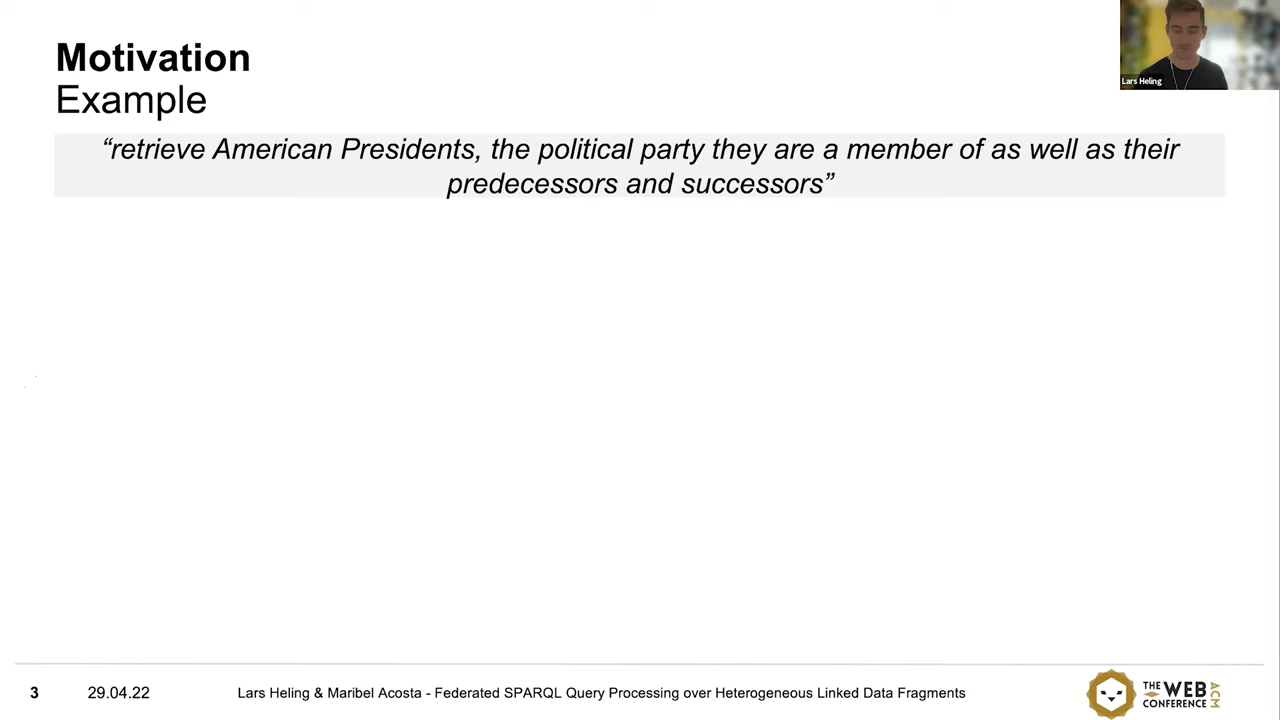 Motivation
Example
“retrieve American Presidents, the political party they are a member of as well as their
predecessors and successors”
Lars Heling
3
29.04.22
Lars Heling & Maribel Acosta - Federated SPARQL Query Processing over Heterogeneous Linked Data Fragments
THE WEB
CONFERENCE
ACM